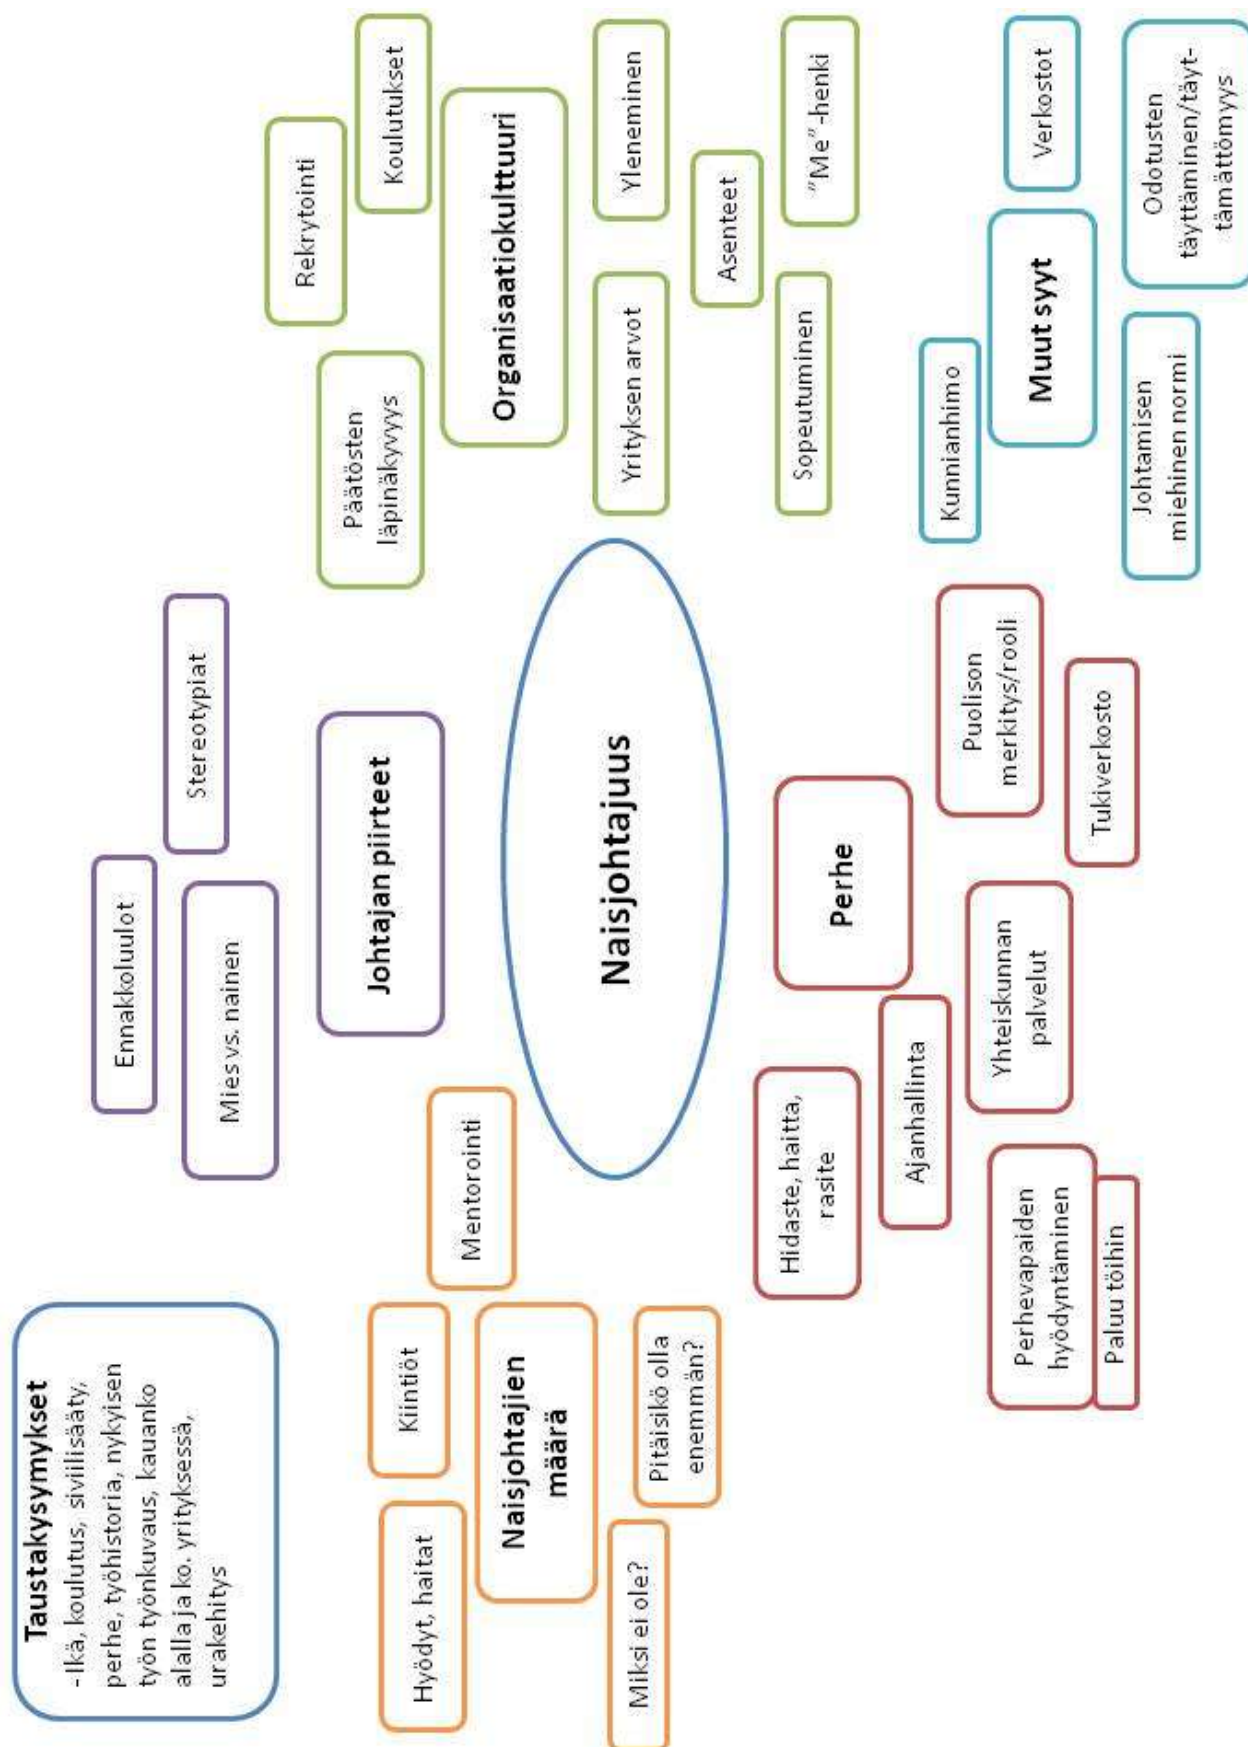 Taustakysymykset
- Ikä, koulutus, siviilisääty,
perhe, työhistoria, nykyisen
työn työnkuvaus, kauanko
alalla ja ko. yrityksessä,
urakehitys
Ennakkoluulot
Stereotypiat
Mies vs. nainen
Johtajan piirteet
Rekrytointi
Koulutukset
Päätösten
läpinäkyvyys
Organisaatiokulttuuri
Yrityksen arvot
Yleneminen
Asenteet
Sopeutuminen
”Me”-henki
Hyödyt, haitat
Kiintiöt
Mentorointi
Naisjohtajien
määrä
Miksi ei ole?
Pitäisikö olla
enemmän?
Naisjohtajuus
Hidaste, haitta,
rasite
Perhe
Ajanhallinta
Puolison
merkitys/rooli
Yhteiskunnan
palvelut
Tukiverkosto
Perhevapaiden
hyödyntäminen
Paluu töihin
Kunnianhimo
Verkostot
Muut syyt
Johtamisen
miehinen normi
Odotusten
täyttäminen/täyt-
tämättömyys